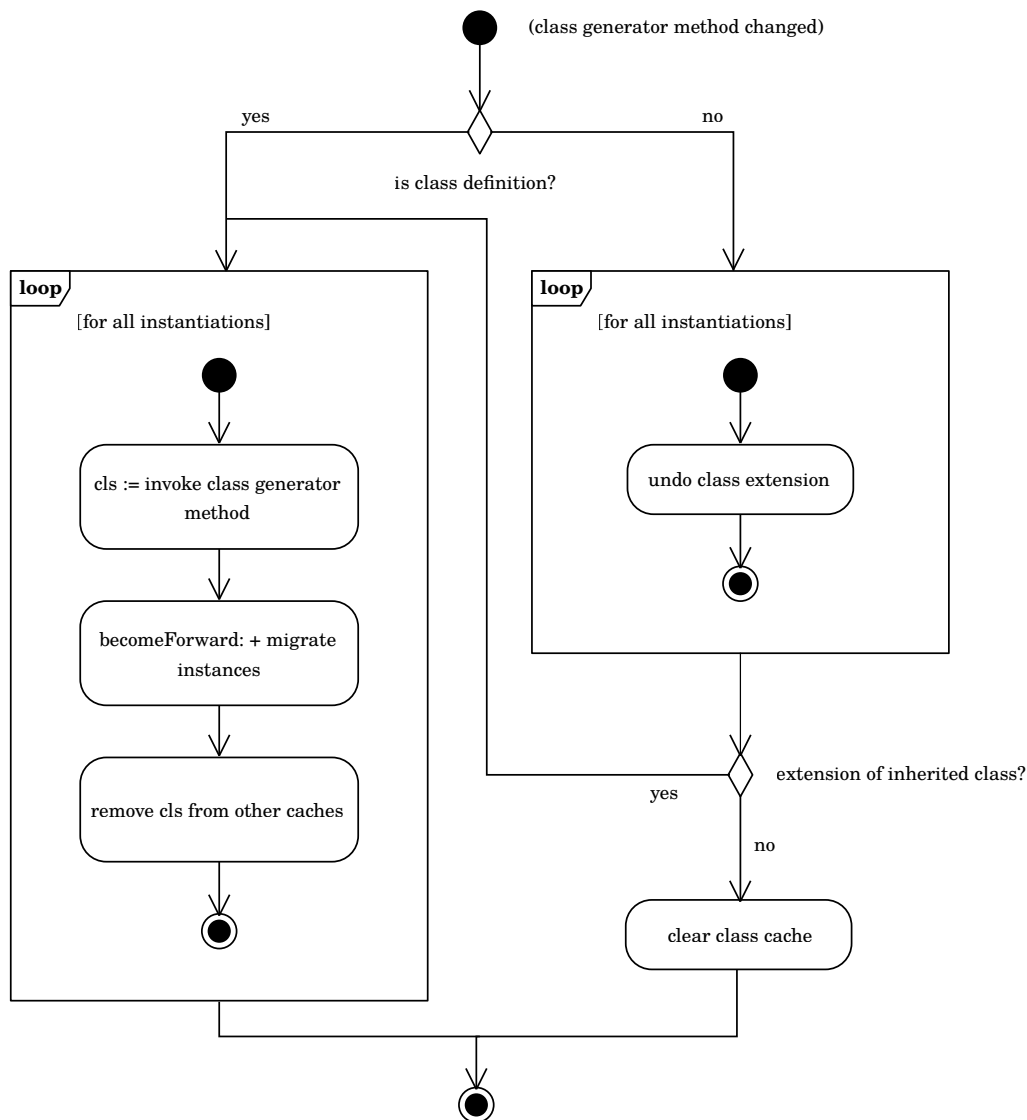 (class generator method changed)
yes
no
is class definition?
loop
[for all instantiations]
cls := invoke class generator
method
becomeForward: + migrate
instances
remove cls from other caches
loop
[for all instantiations]
undo class extension
extension of inherited class?
yes
no
clear class cache